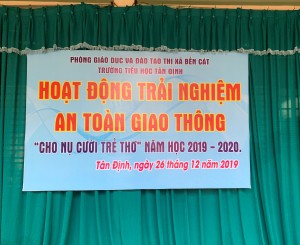 PHÒNG GIÁO DỤC VÀ ĐÀO TẠO THỊ XÃ BẾN CÁT
TRƯỜNG TIỂU HỌC TÂN ĐỊNH
HOẠT ĐỘNG TRẢI NGHIỆM
AN TOÀN GIAO THÔNG
"CHO NỤ CƯỜI TRẺ THƠ" NĂM HỌC 2019 - 2020.
Tân Định, ngày 26 tháng 12 năm 2019